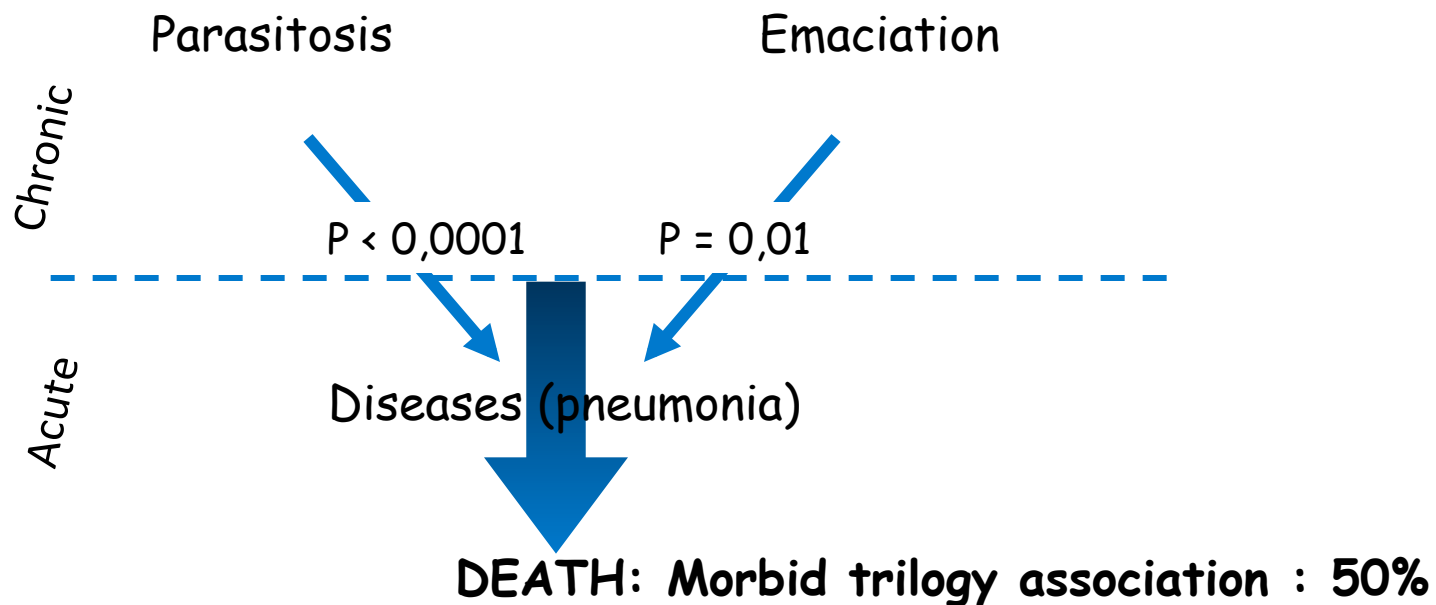 Parasitosis
Emaciation
Chronic
P < 0,0001
P = 0,01
Acute
Diseases (pneumonia)
DEATH: Morbid trilogy association : 50%